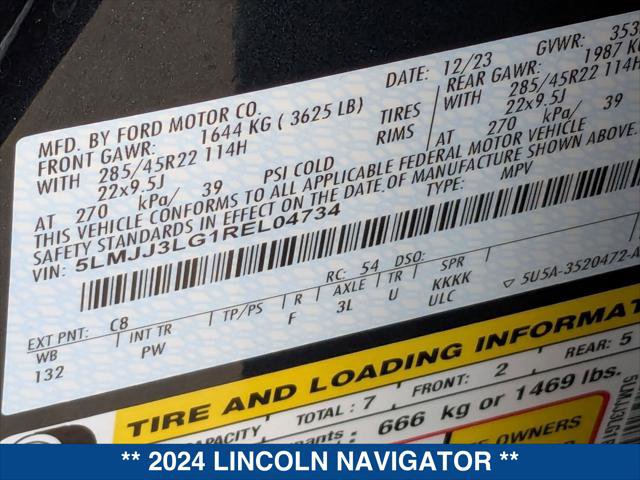 MFD. BY FORD MOTOR CO.
DATE: 12/23 GVWR: 353
FRONT GAWR: 1644 KG ( 3625 LB) REAR GAWR: 1987 KG
WITH 285/45R22 114H TIRES WITH 285/45R22 114H
22x9.5J RIMS 22x9.5J
AT 270 kPa/ 39 PSI COLD AT 270 kPa/ 39
THIS VEHICLE CONFORMS TO ALL APPLICABLE FEDERAL MOTOR VEHICLE
SAFETY STANDARDS IN EFFECT ON THE DATE OF MANUFACTURE SHOWN ABOVE.
VIN: 5LMJJ3LG1REL04734 TYPE: MPV
EXT PNT: C8 RC: 54 DSO:
WB INT TR TP/PS R AXLE TR SPR
132 PW F 3L U KKKK
ULC
5U5A-3520472-A
TIRE AND LOADING INFORMAT
CAPACITY TOTAL: 7 FRONT: 2 REAR: 5
pants: 666 kg or 1469 lbs.
OWNERS
** 2024 LINCOLN NAVIGATOR **